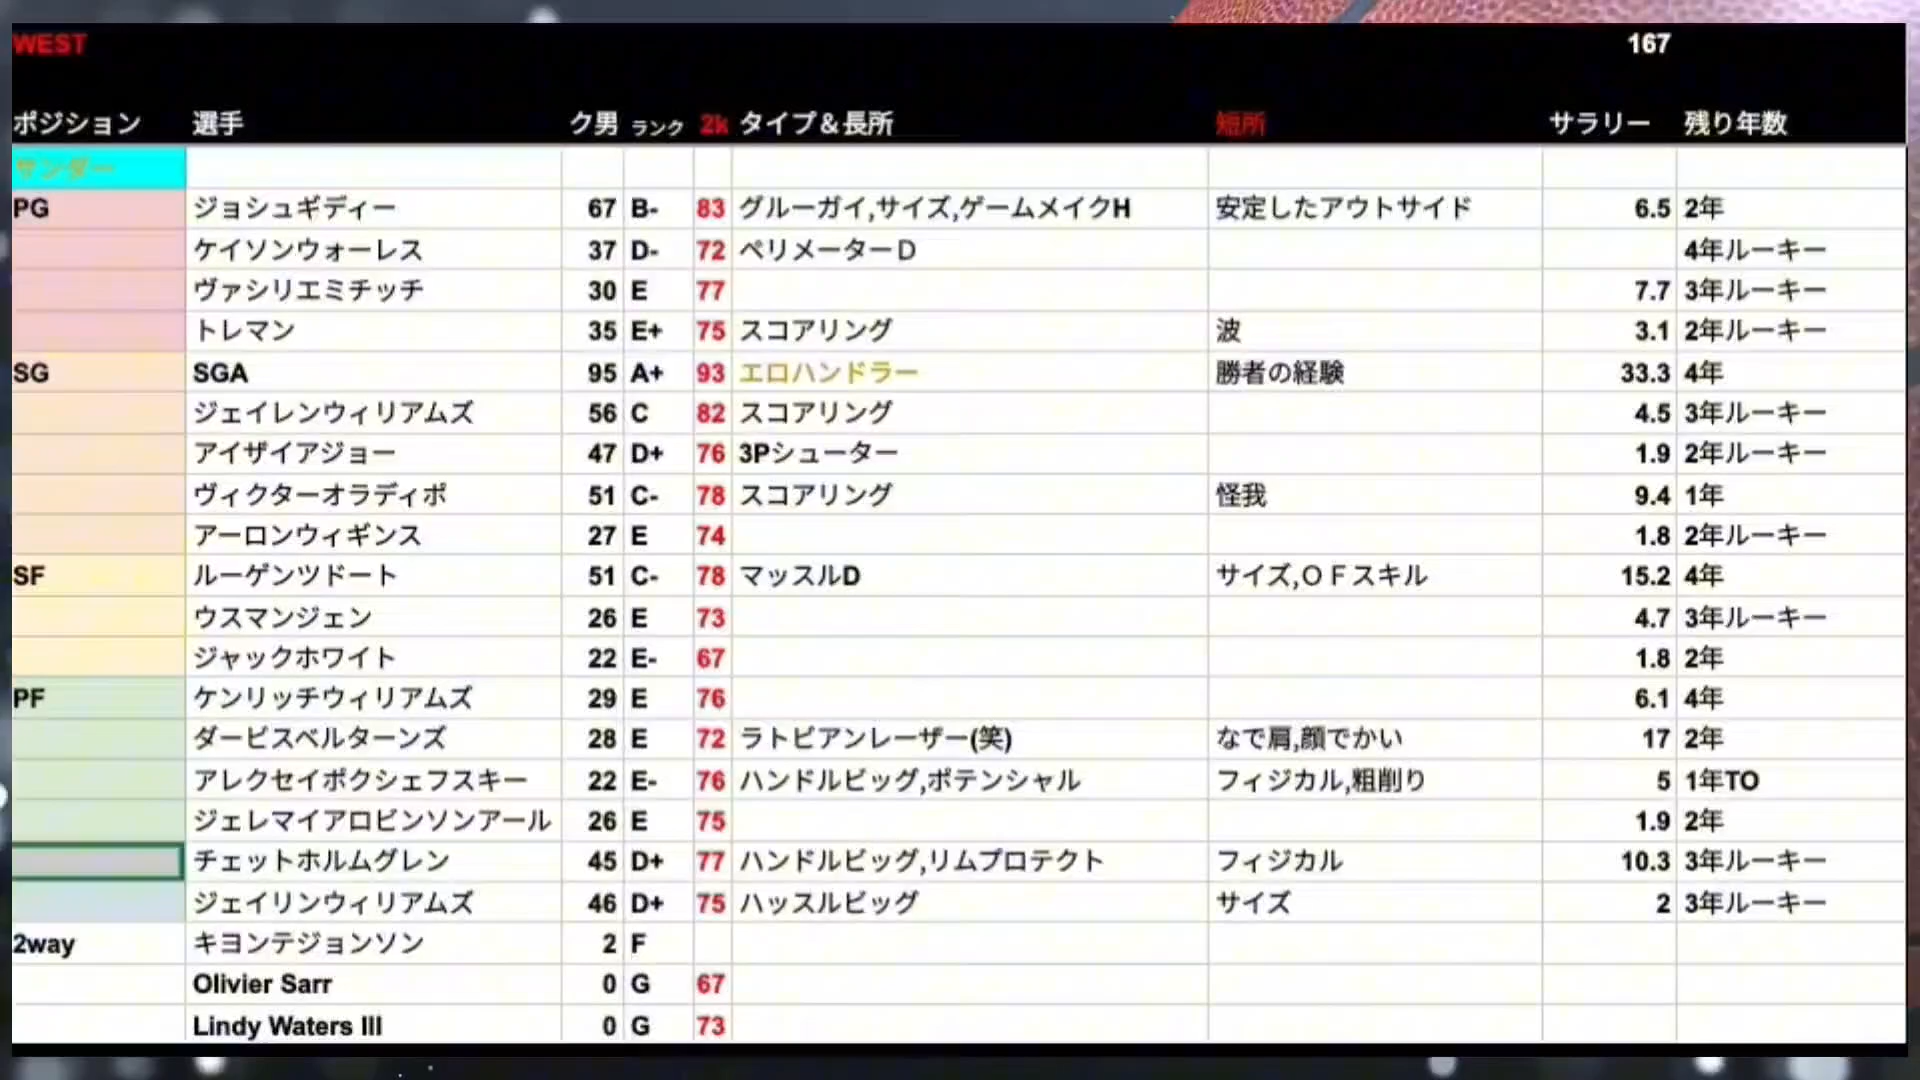 WEST 167
ポジション 選手 ク男 ランク 2k タイプ＆長所 短所 サラリー 残り年数
サンダー
PG ジョシュギディー 67 B- 83 グルーガイ,サイズ,ゲームメイクH 安定したアウトサイド 6.5 2年
ケイソンウォーレス 37 D- 72 ペリメーターＤ 4年ルーキー
ヴァシリエミチッチ 30 E 77 7.7 3年ルーキー
トレマン 35 E+ 75 スコアリング 波 3.1 2年ルーキー
SG SGA 95 A+ 93 エロハンドラー 勝者の経験 33.3 4年
ジェイレンウィリアムズ 56 C 82 スコアリング 4.5 3年ルーキー
アイザイアジョー 47 D+ 76 3Pシューター 1.9 2年ルーキー
ヴィクターオラディポ 51 C- 78 スコアリング 怪我 9.4 1年
アーロンウィギンス 27 E 74 1.8 2年ルーキー
SF ルーゲンツドート 51 C- 78 マッスルD サイズ,ＯＦスキル 15.2 4年
ウスマンジェン 26 E 73 4.7 3年ルーキー
ジャックホワイト 22 E- 67 1.8 2年
PF ケンリッチウィリアムズ 29 E 76 6.1 4年
ダービスベルターンズ 28 E 72 ラトビアンレーザー(笑) なで肩,顔でかい 17 2年
アレクセイポクシェフスキー 22 E- 76 ハンドルビッグ,ポテンシャル フィジカル,粗削り 5 1年TO
ジェレマイアロビンソンアール 26 E 75 1.9 2年
チェットホルムグレン 45 D+ 77 ハンドルビッグ,リムプロテクト フィジカル 10.3 3年ルーキー
ジェイリンウィリアムズ 46 D+ 75 ハッスルビッグ サイズ 2 3年ルーキー
2way キヨンテジョンソン 2 F
Olivier Sarr 0 G 67
Lindy Waters III 0 G 73